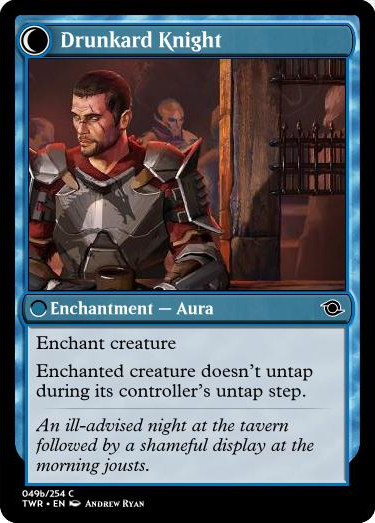 Drunkard Knight
Enchantment — Aura
Enchant creature
Enchanted creature doesn't untap
during its controller's untap step.
An ill-advised night at the tavern
followed by a shameful display at the
morning jousts.
049b/254 C
TWR • EN Andrew Ryan